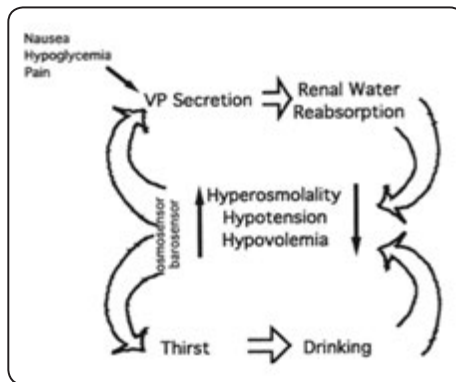 Nausea
Hypoglycemia
Pain
VP Secretion
Renal Water
Reabsorption
osmosensor
barosensor
Hyperosmolality
Hypotension
Hypovolemia
Thirst
Drinking